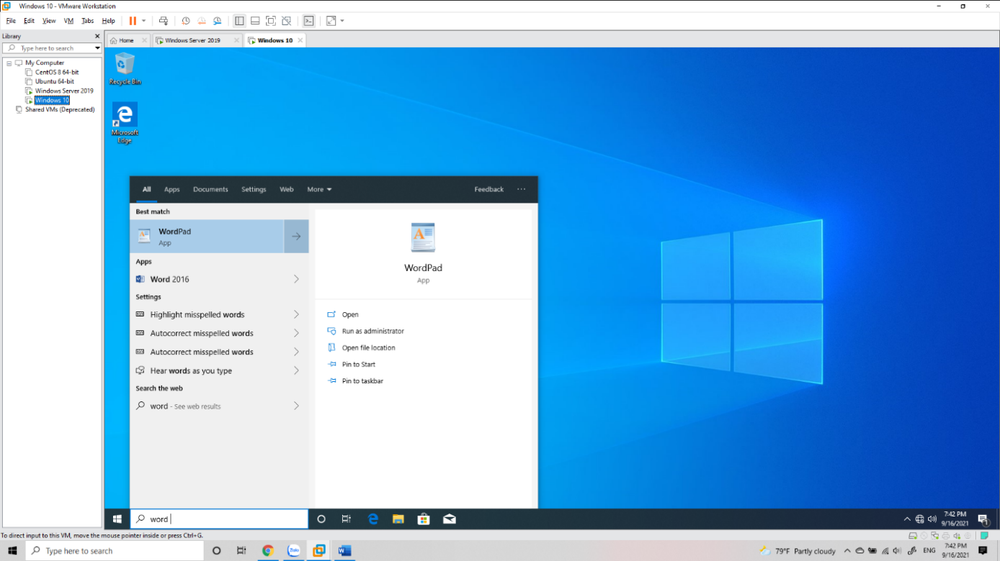 Windows 10 - VMware Workstation
File Edit View VM Tabs Help
Library
Type here to search
My Computer
CentOS 8 64-bit
Ubuntu 64-bit
Windows Server 2019
Windows 10
Shared VMs (Deprecated)
Home Windows Server 2019 Windows 10
Recycle Bin
Microsoft
Edge
All Apps Documents Settings Web More Feedback ...
Best match
WordPad
App
Apps
Word 2016
Settings
Highlight misspelled words
Autocorrect misspelled words
Autocorrect misspelled words
Hear words as you type
Search the web
word - See web results
WordPad
App
Open
Run as administrator
Open file location
Pin to Start
Pin to taskbar
word
7:42 PM
9/16/2021
1
To direct input to this VM, move the mouse pointer inside or press Ctrl+G.
Type here to search
Zalo
79°F Partly cloudy
ENG
7:42 PM
9/16/2021